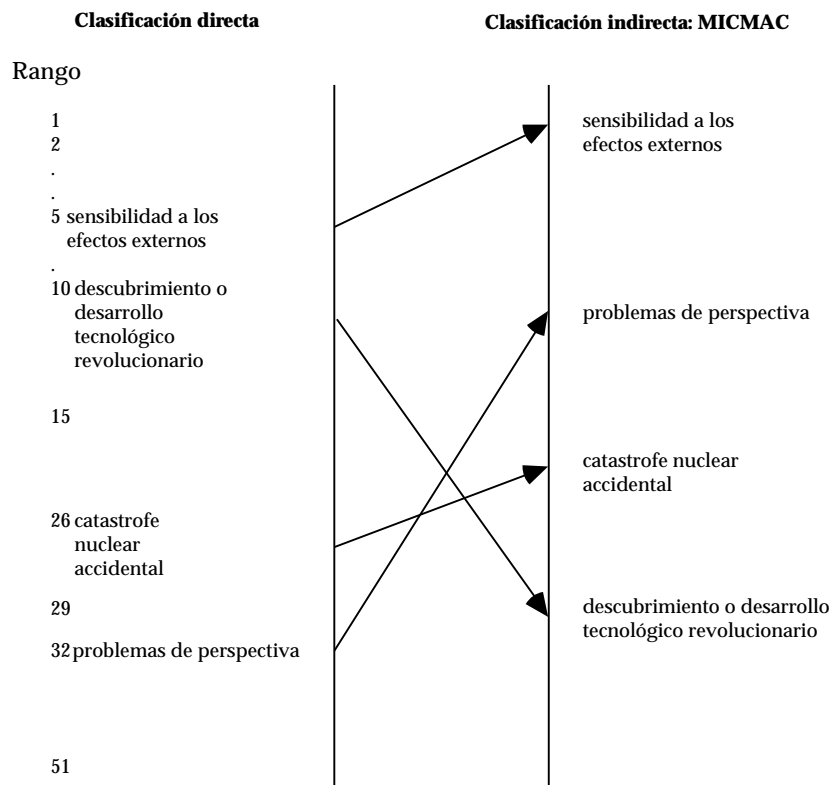 Clasificación directa
Clasificación indirecta: MICMAC
Rango
1
2
.
.
5 sensibilidad a los
efectos externos
.
10 descubrimiento o
desarrollo
tecnológico
revolucionario
15
26 catastrofe
nuclear
accidental
29
32 problemas de perspectiva
51
sensibilidad a los
efectos externos
problemas de perspectiva
catastrofe nuclear
accidental
descubrimiento o desarrollo
tecnológico revolucionario